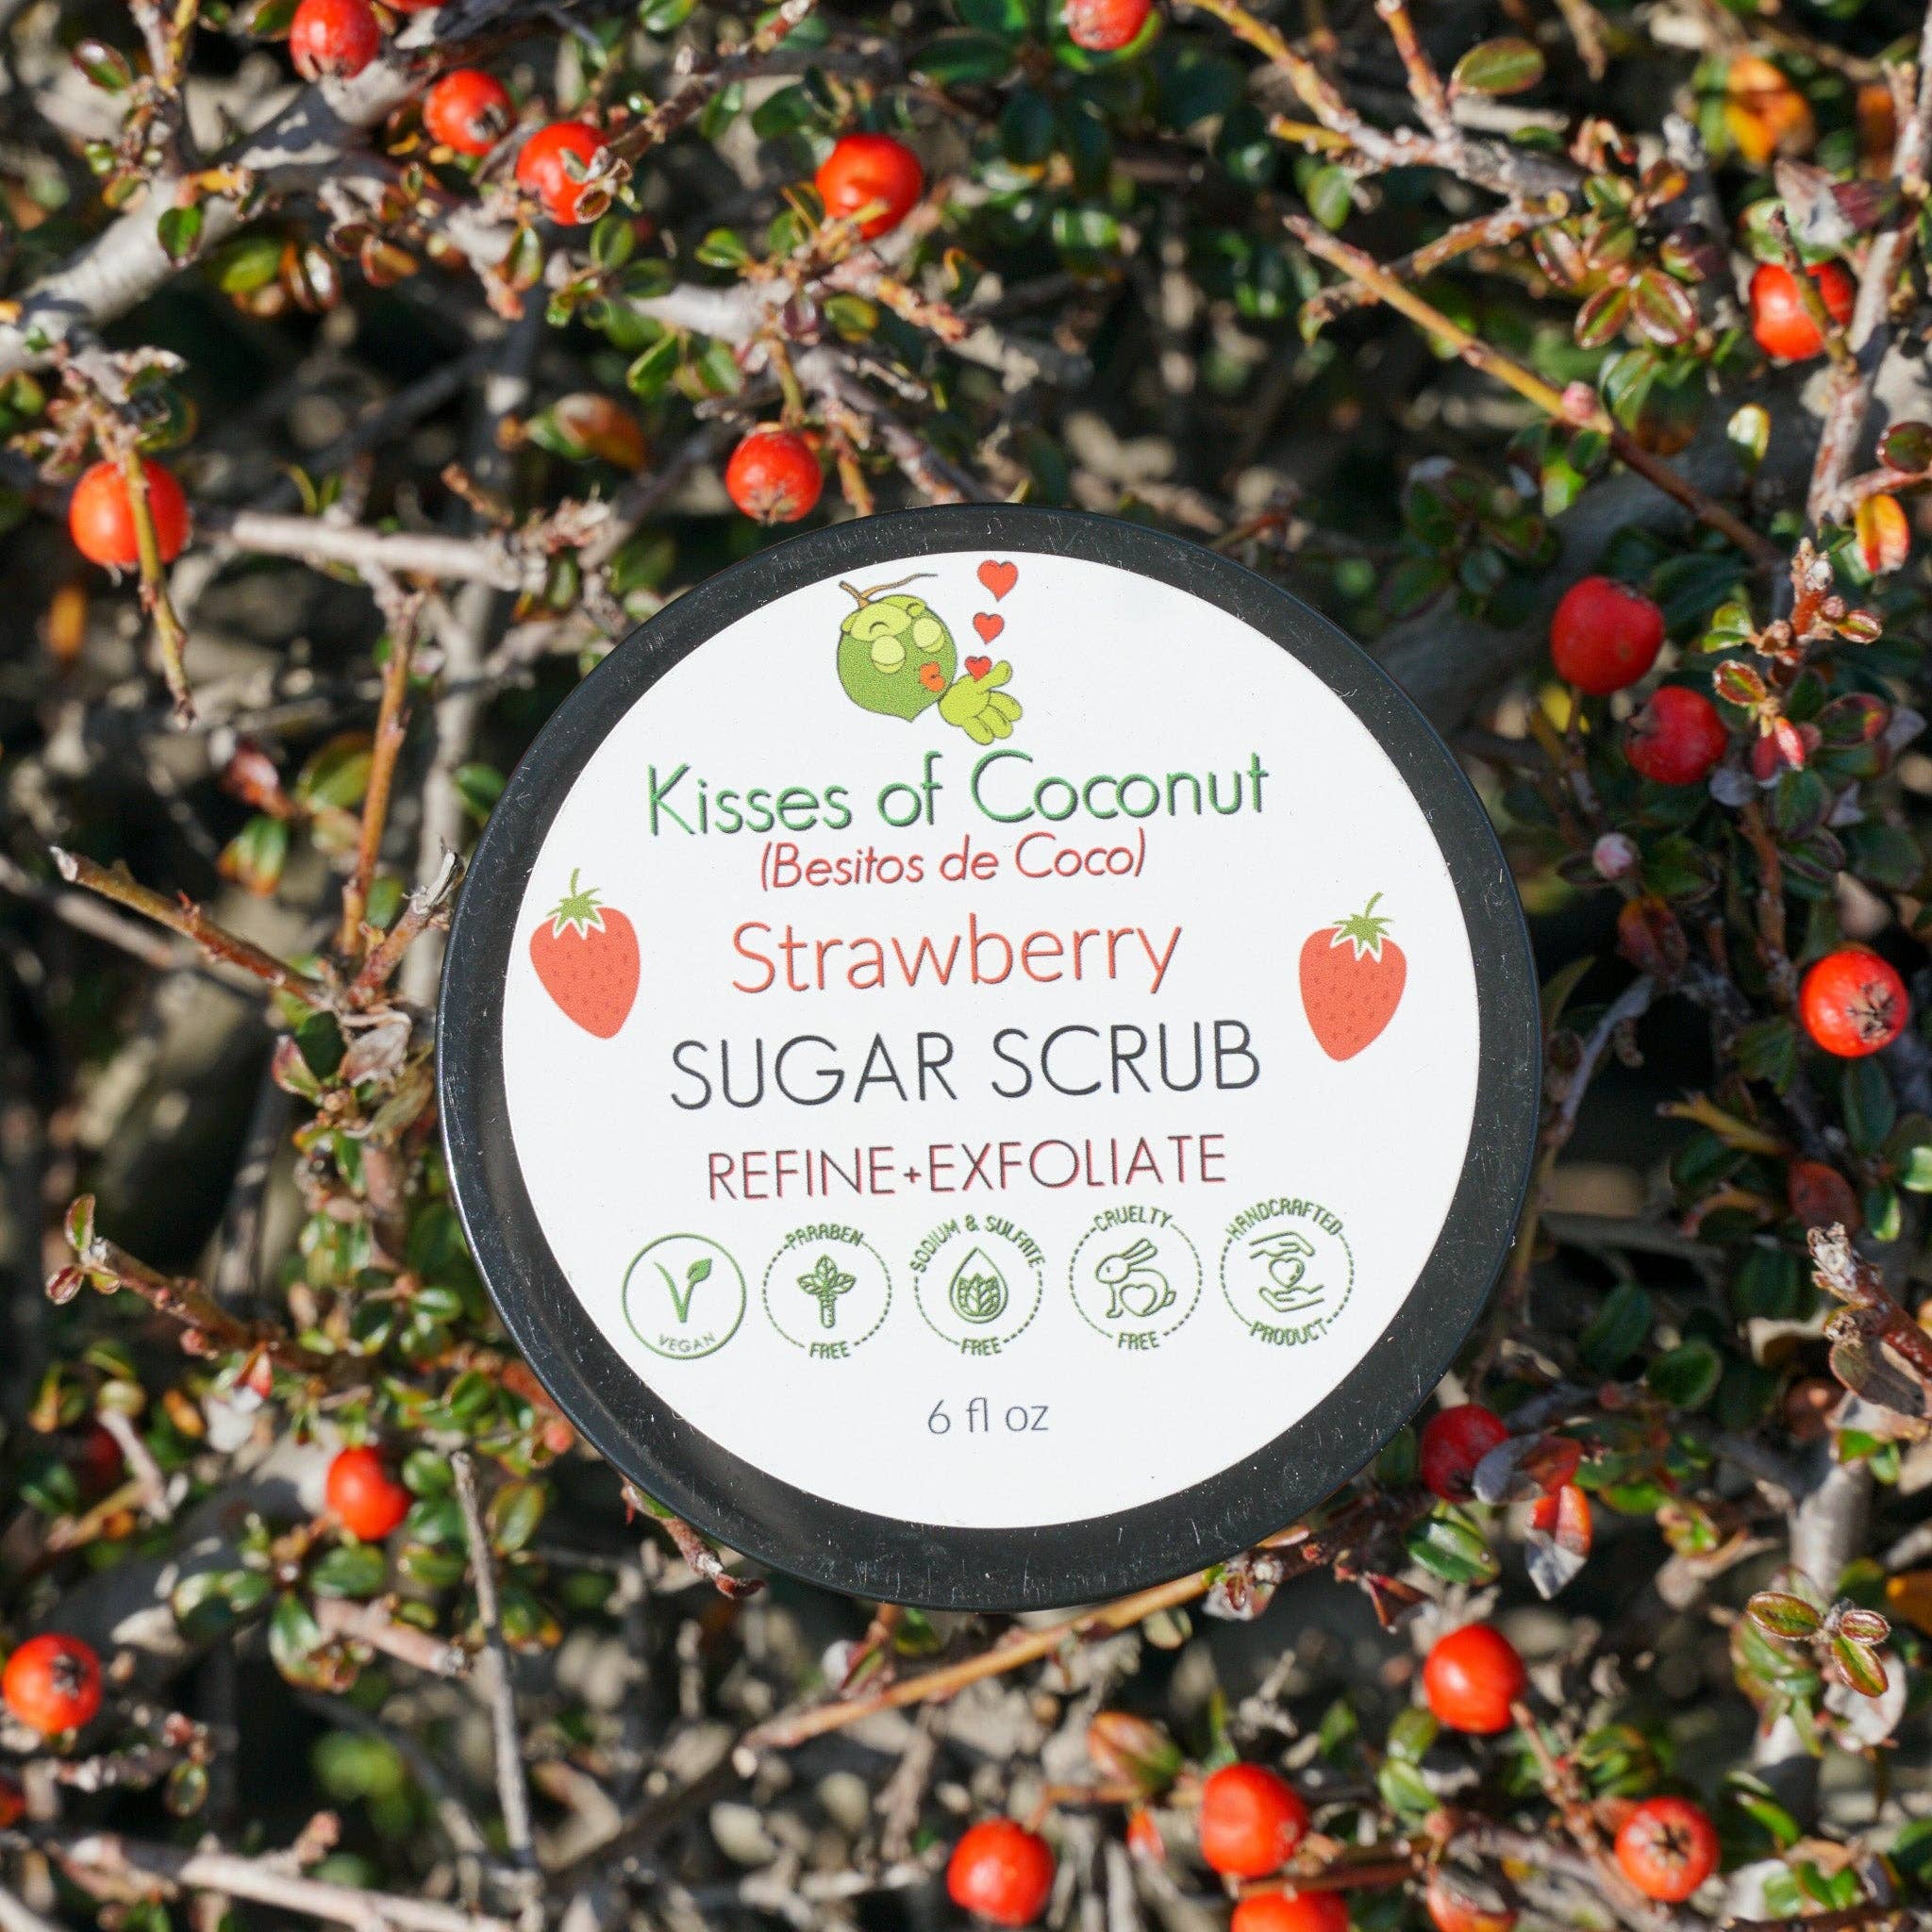 Kisses of Coconut
(Besitos de Coco)
Strawberry
SUGAR SCRUB
REFINE+EXFOLIATE
VEGAN
PARABEN
FREE
SODIUM & SULFATE
FREE
CRUELTY
FREE
HANDCRAFTED
PRODUCT
6 fl oz